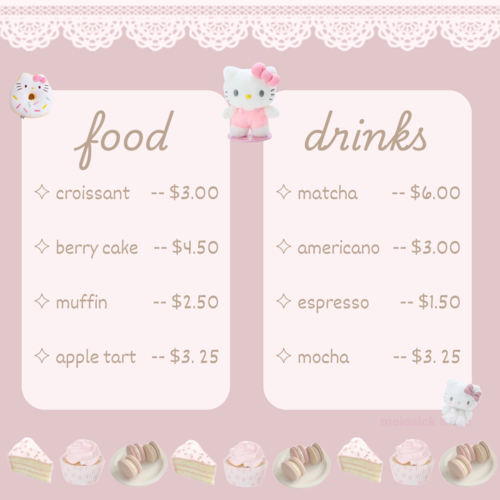 food
croissant -- $3.00
berry cake -- $4.50
muffin -- $2.50
apple tart -- $3. 25
drinks
matcha -- $6.00
americano -- $3.00
espresso -- $1.50
mocha -- $3. 25